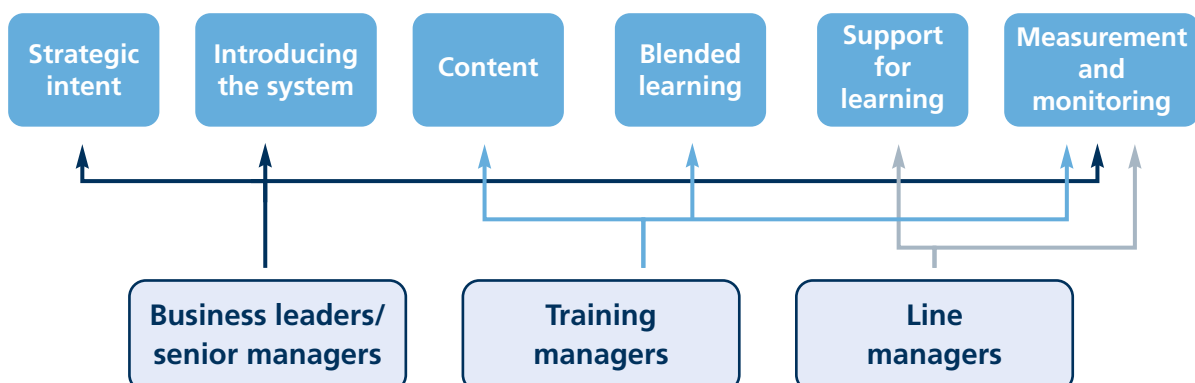 Strategic
intent
Introducing
the system
Content
Blended
learning
Support
for
learning
Measurement
and
monitoring
Business leaders/
senior managers
Training
managers
Line
managers